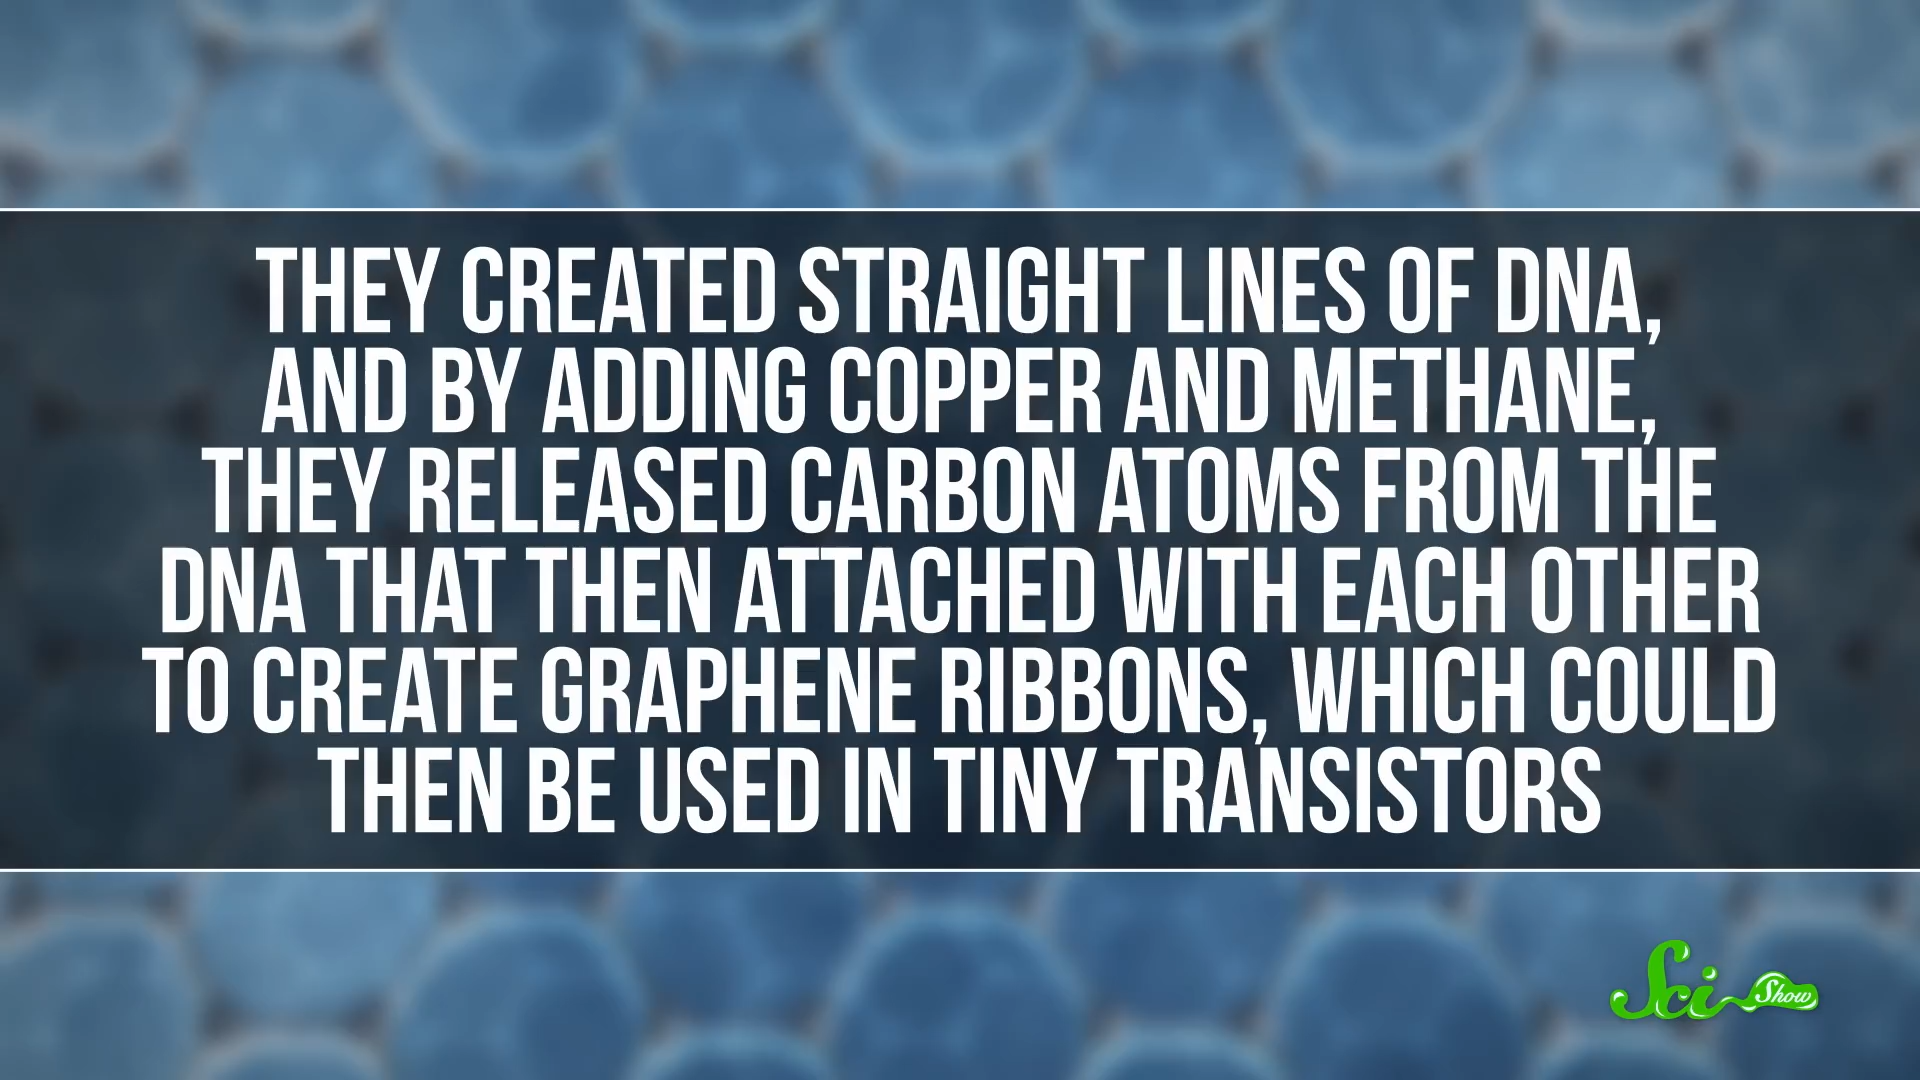 THEY CREATED STRAIGHT LINES OF DNA,
AND BY ADDING COPPER AND METHANE,
THEY RELEASED CARBON ATOMS FROM THE
DNA THAT THEN ATTACHED WITH EACH OTHER
TO CREATE GRAPHENE RIBBONS, WHICH COULD
THEN BE USED IN TINY TRANSISTORS
Sci Show